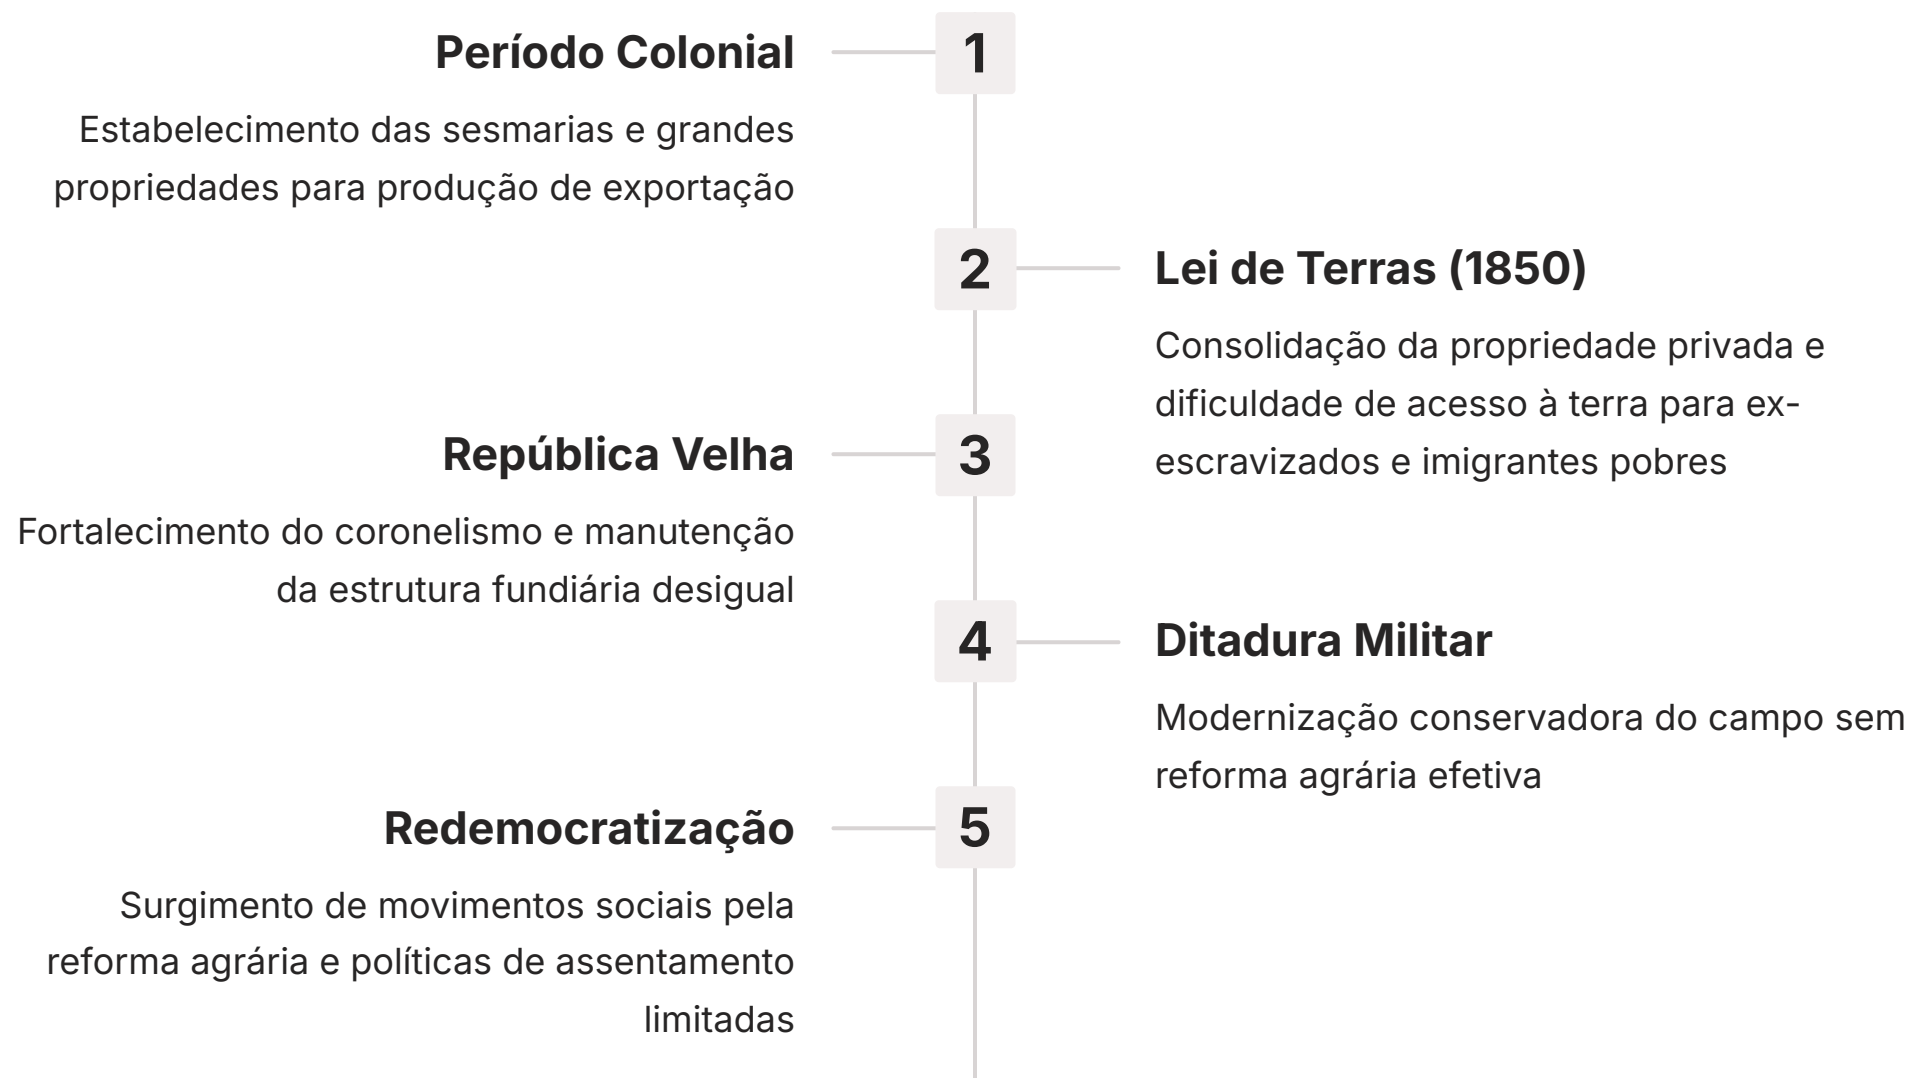 Período Colonial
1
Estabelecimento das sesmarias e grandes
propriedades para produção de exportação
2
Lei de Terras (1850)
Consolidação da propriedade privada e
dificuldade de acesso à terra para ex-
escravizados e imigrantes pobres
3
República Velha
Fortalecimento do coronelismo e manutenção
da estrutura fundiária desigual
4
Ditadura Militar
Modernização conservadora do campo sem
reforma agrária efetiva
5
Redemocratização
Surgimento de movimentos sociais pela
reforma agrária e políticas de assentamento
limitadas